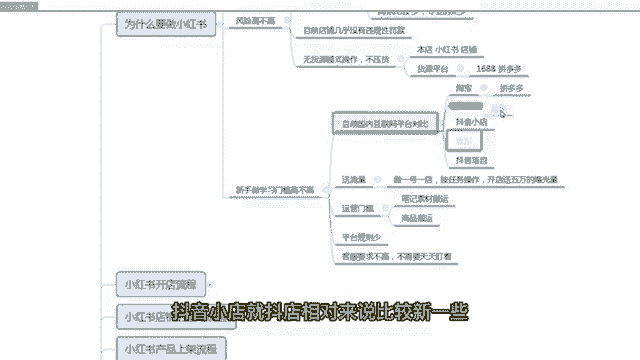 为什么要做小红书
风险高不高
目前店铺几乎没有违规性罚款
无货源模式操作，不压货
本店 小红书 店铺
货源平台
1688 拼多多
目前国内互联网平台对比
淘宝
拼多多
抖音小店
京东
抖音项目
新手做学习门槛高不高
送流量
做一号一店，按任务操作，开店送五万的曝光量
运营门槛
笔记素材搬运
商品搬运
平台规则少
客服要求不高，不需要天天盯着
小红书开店流程
小红书店
抖音小店就抖店相对来说比较新一些
小红书产品上架流程